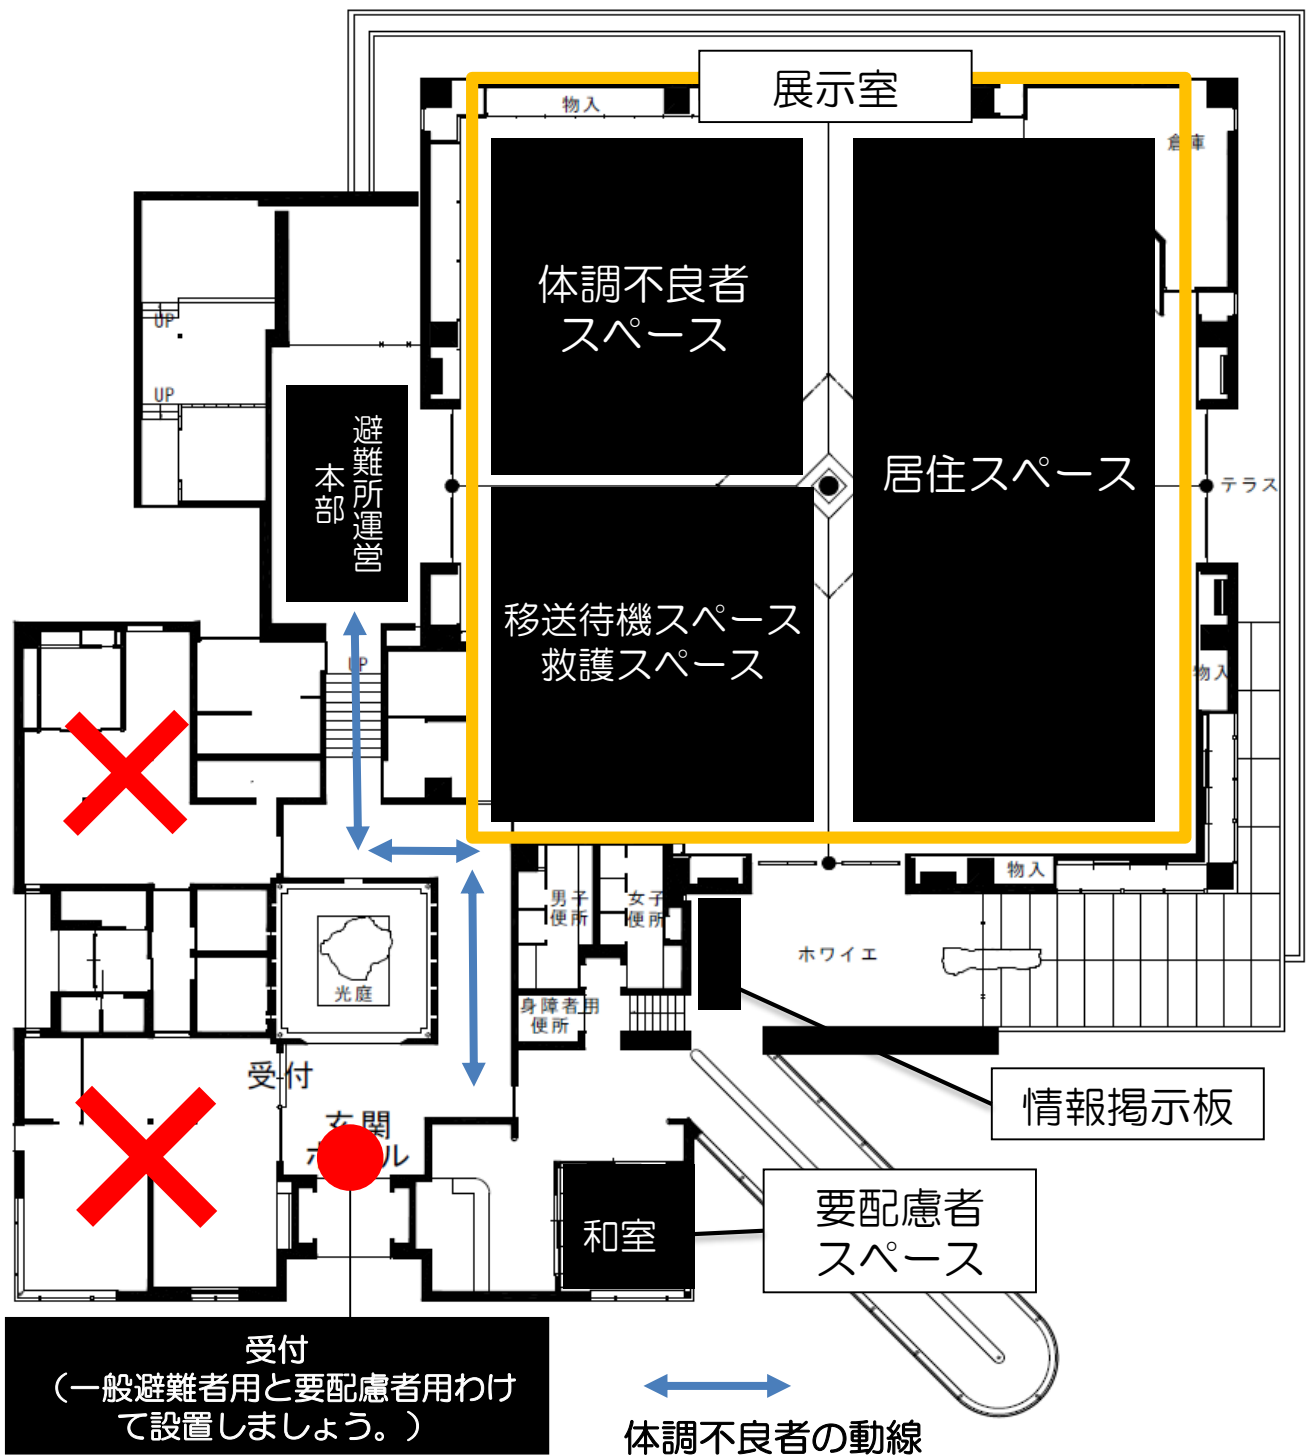 展示室
物入
倉庫
体調不良者
スペース
UP
UP
避難所運営
本部
居住スペース
テラス
移送待機スペース
救護スペース
UP
物入
物入
男子
便所
女子
便所
ホワイエ
光庭
身障者用
便所
受付
情報掲示板
玄関
ホール
要配慮者
スペース
和室
受付
（一般避難者用と要配慮者用わけ
て設置しましょう。）
体調不良者の動線